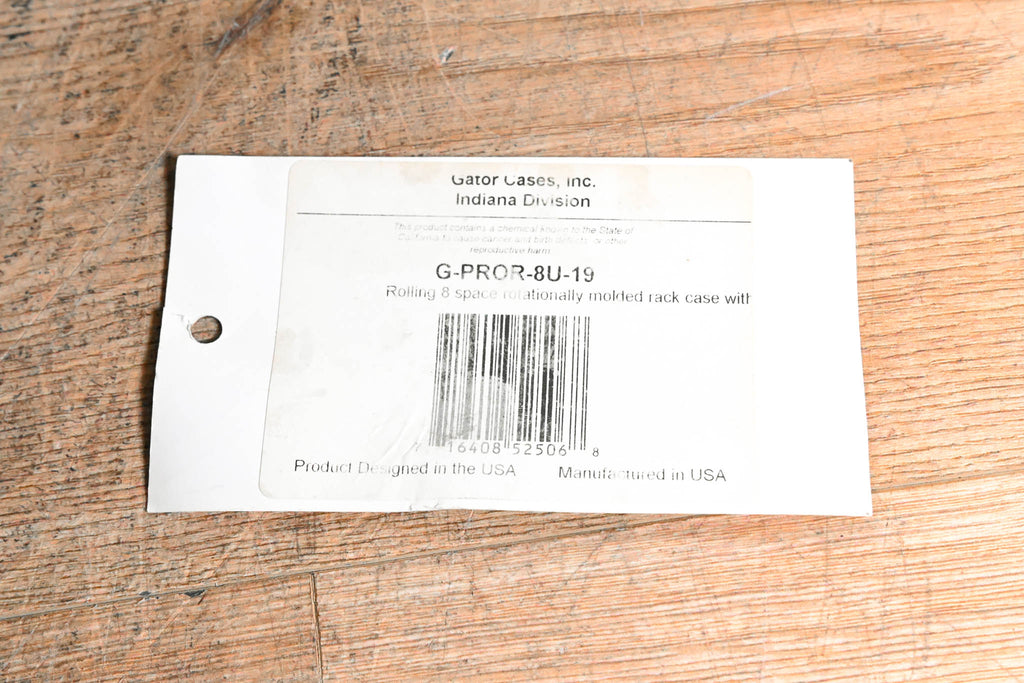 Gator Cases, Inc.
Indiana Division
This product contains a chemical known to the State of
California to cause cancer and birth defects or other
reproductive harm
G-PROR-8U-19
Rolling 8 space rotationally molded rack case with
7 16408 52506 8
Product Designed in the USA Manufactured in USA